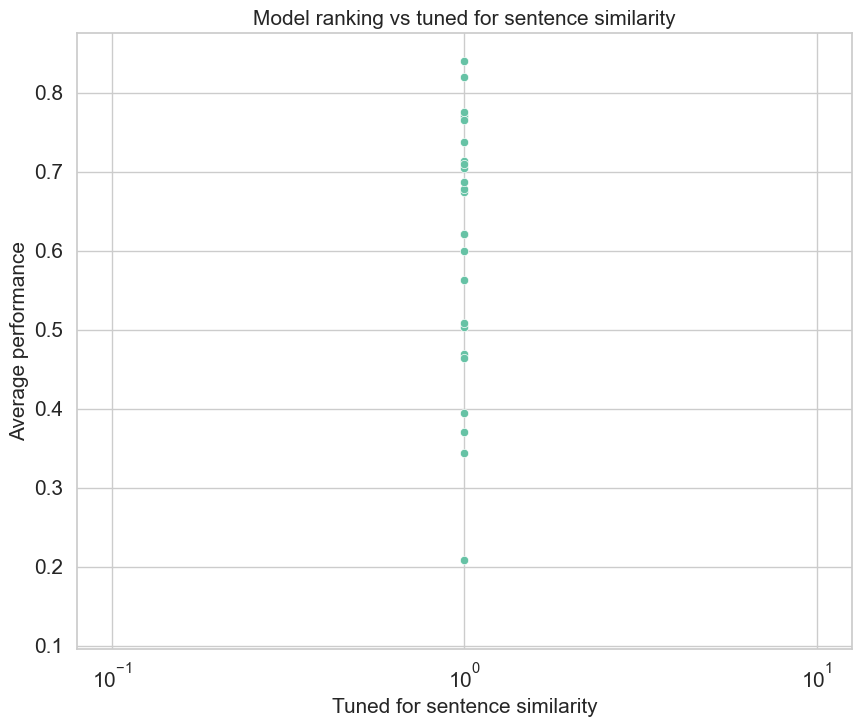 Model ranking vs tuned for sentence similarity
Average performance
0.8
0.7
0.6
0.5
0.4
0.3
0.2
0.1
10⁻¹ 10⁰ 10¹
Tuned for sentence similarity